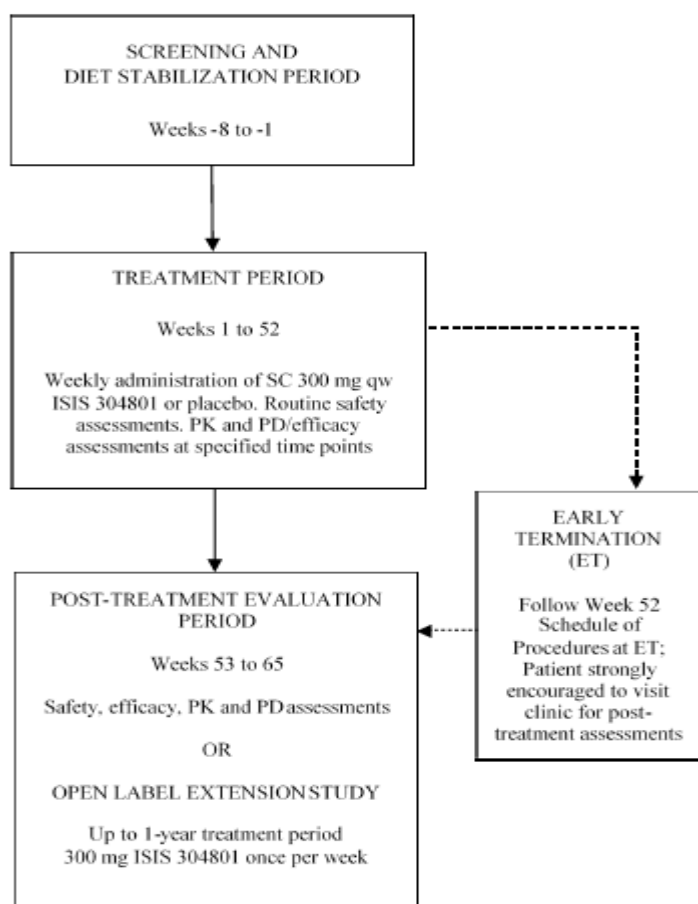 SCREENING AND
DIET STABILIZATION PERIOD
Weeks -8 to -1
TREATMENT PERIOD
Weeks 1 to 52
Weekly administration of SC 300 mg qw
ISIS 304801 or placebo. Routine safety
assessments. PK and PD/efficacy
assessments at specified time points
EARLY
TERMINATION
(ET)
Follow Week 52
Schedule of
Procedures at ET;
Patient strongly
encouraged to visit
clinic for post-
treatment assessments
POST-TREATMENT EVALUATION
PERIOD
Weeks 53 to 65
Safety, efficacy, PK and PD assessments
OR
OPEN LABEL EXTENSION STUDY
Up to 1-year treatment period
300 mg ISIS 304801 once per week